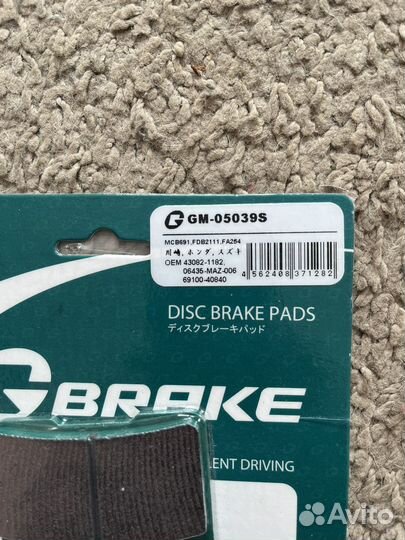 G GM-05039S
MCB691,FDB2111,FA254
川崎, ホンダ, スズキ
OEM 43082-1182,
06435-MAZ-006
69100-40840
4 562408 371282
DISC BRAKE PADS
ディスクブレーキパッド
G BRAKE
LENT DRIVING
Avito